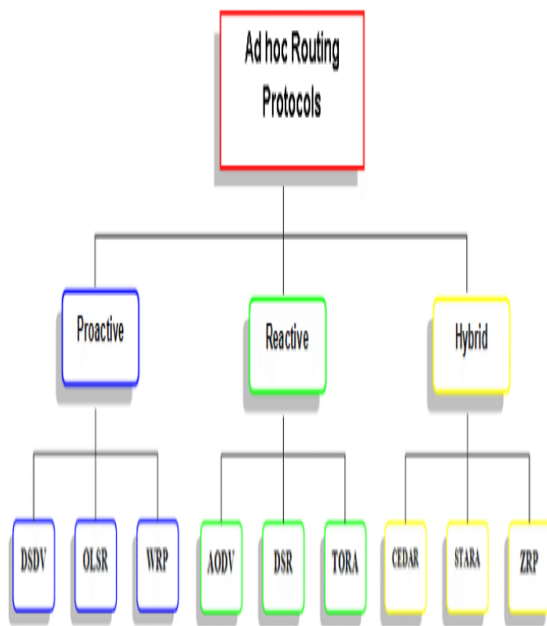 Ad hoc Routing
Protocols
Proactive
Reactive
Hybrid
DSDV
OLSR
WRP
AODV
DSR
TORA
CEDAR
STARA
ZRP